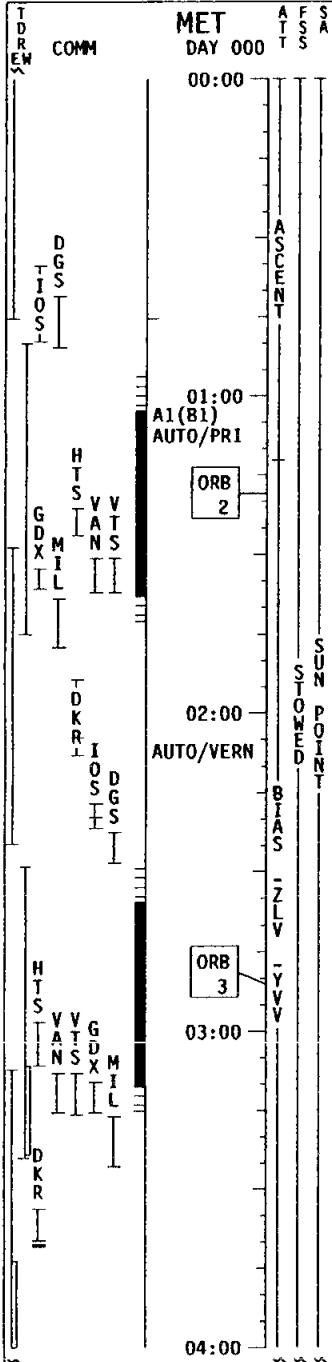 TDRE W
COMM
MET
DAY 000
ATT
FSS
SA
00:00
ASCENT
DGS
IOS
01:00
A1(B1)
AUTO/PRI
HTS
VAN
VTS
ORB
2
GDX
MIL
SUN POINT
STOWED
DKR
02:00
AUTO/VERN
IOS
DGS
BIAS -ZLV -YVV
ORB
3
HTS
03:00
VAN
VTS
GDX
MIL
DKR
04:00